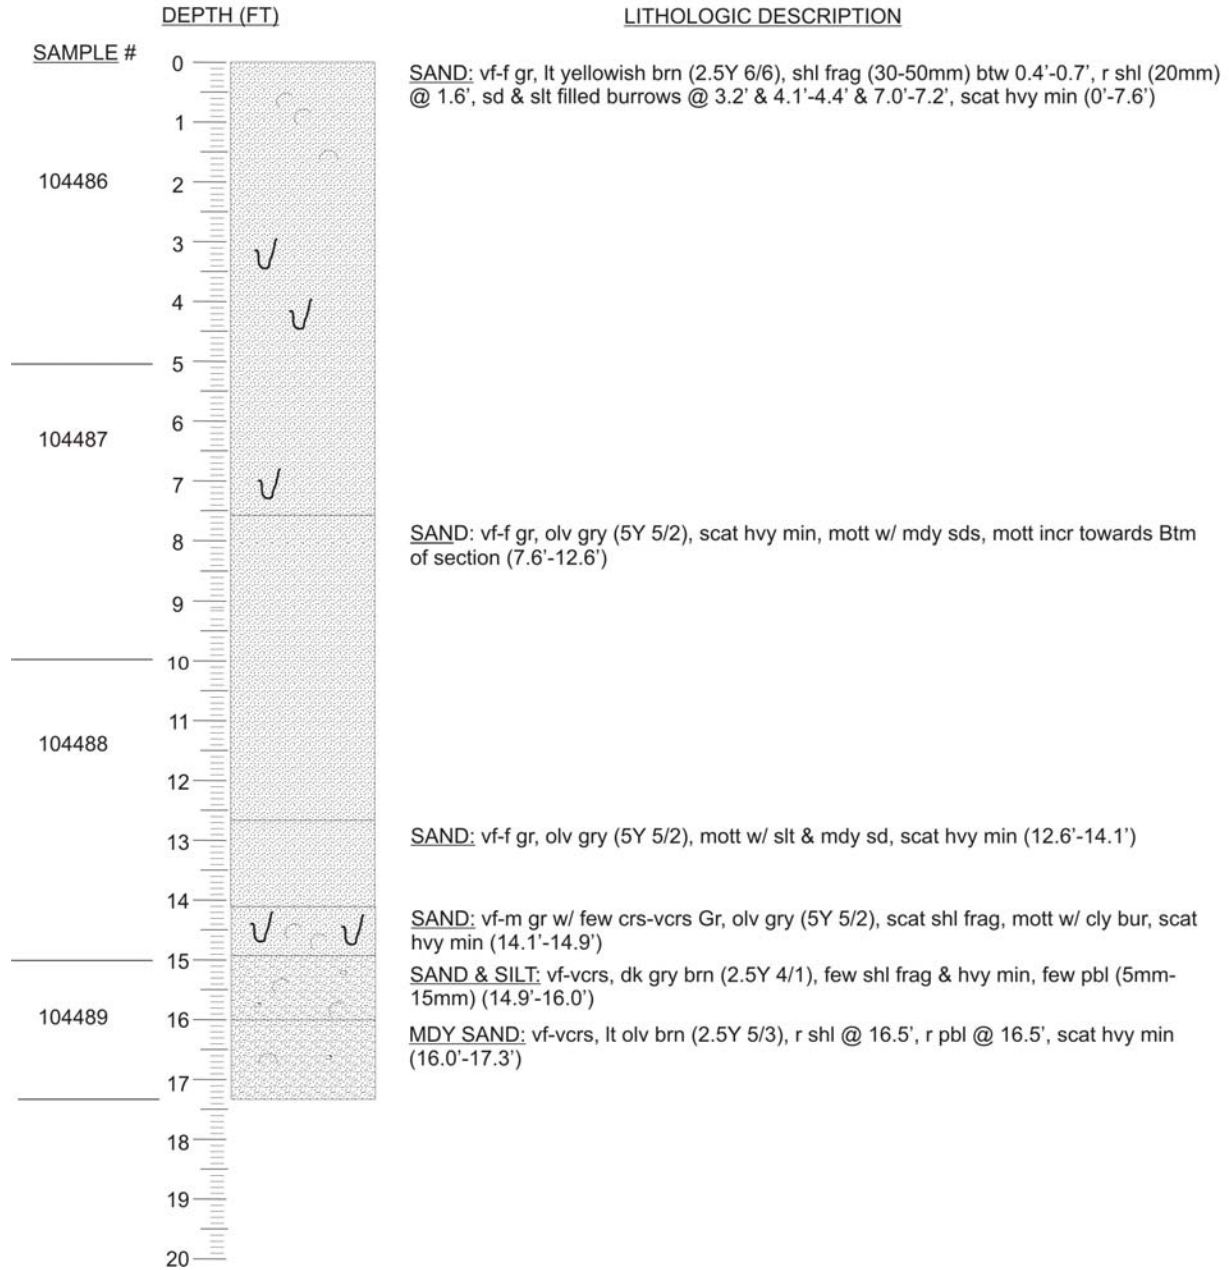 DEPTH (FT)
LITHOLOGIC DESCRIPTION
SAMPLE #
0
SAND: vf-f gr, lt yellowish brn (2.5Y 6/6), shl frag (30-50mm) btw 0.4’-0.7’, r shl (20mm)
@ 1.6’, sd & slt filled burrows @ 3.2’ & 4.1’-4.4’ & 7.0’-7.2’, scat hvy min (0’-7.6’)
1
104486
2
3
4
5
6
104487
7
SAND: vf-f gr, olv gry (5Y 5/2), scat hvy min, mott w/ mdy sds, mott incr towards Btm
of section (7.6’-12.6’)
8
9
10
11
104488
12
13
SAND: vf-f gr, olv gry (5Y 5/2), mott w/ slt & mdy sd, scat hvy min (12.6’-14.1’)
14
SAND: vf-m gr w/ few crs-vcrs Gr, olv gry (5Y 5/2), scat shl frag, mott w/ cly bur, scat
hvy min (14.1’-14.9’)
15
SAND & SILT: vf-vcrs, dk gry brn (2.5Y 4/1), few shl frag & hvy min, few pbl (5mm-
15mm) (14.9’-16.0’)
104489
16
MDY SAND: vf-vcrs, lt olv brn (2.5Y 5/3), r shl @ 16.5’, r pbl @ 16.5’, scat hvy min
(16.0’-17.3’)
17
18
19
20